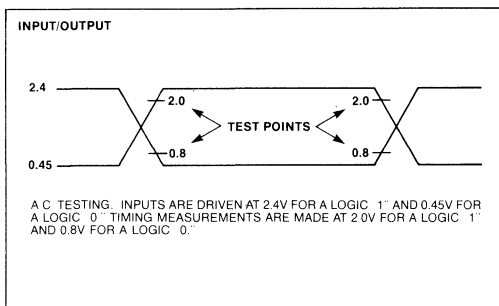 INPUT/OUTPUT
2.4
2.0
2.0
TEST POINTS
0.8
0.8
0.45
A C TESTING. INPUTS ARE DRIVEN AT 2.4V FOR A LOGIC 1" AND 0.45V FOR
A LOGIC 0 " TIMING MEASUREMENTS ARE MADE AT 2 0V FOR A LOGIC 1"
AND 0.8V FOR A LOGIC 0."